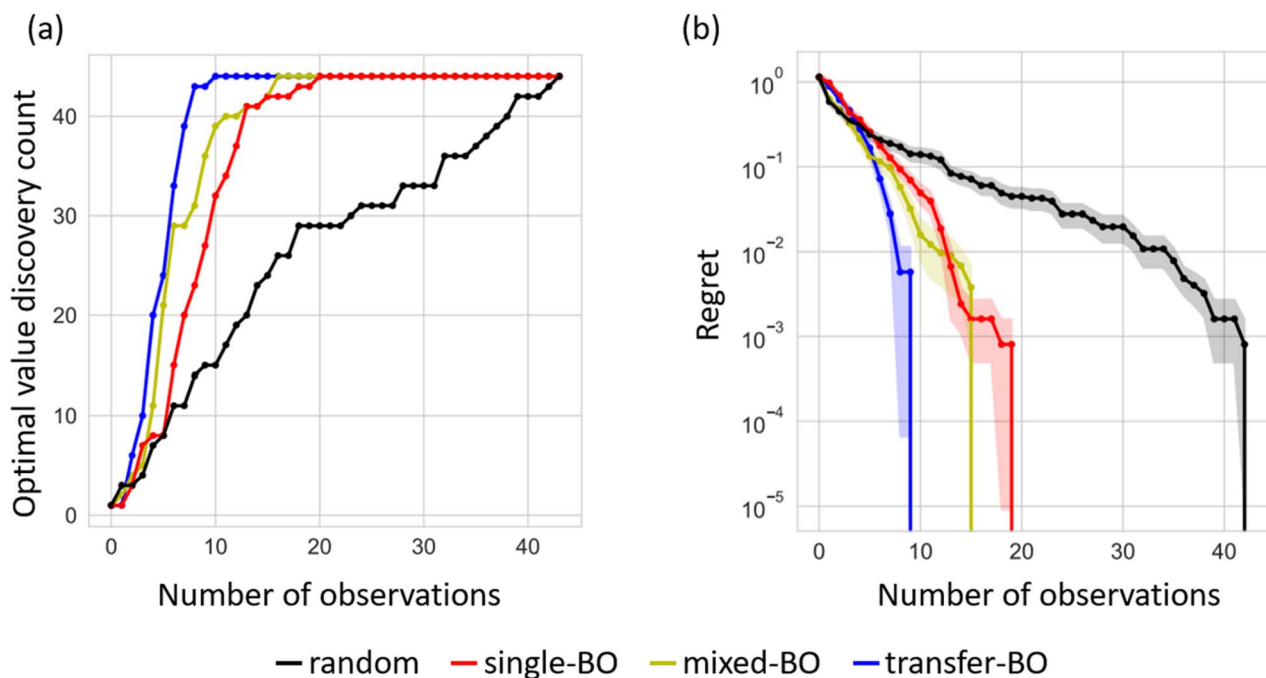 (a)
Optimal value discovery count
40
30
20
10
0
0 10 20 30 40
Number of observations
(b)
Regret
10^0
10^-1
10^-2
10^-3
10^-4
10^-5
0 10 20 30 40
Number of observations
random single-BO mixed-BO transfer-BO